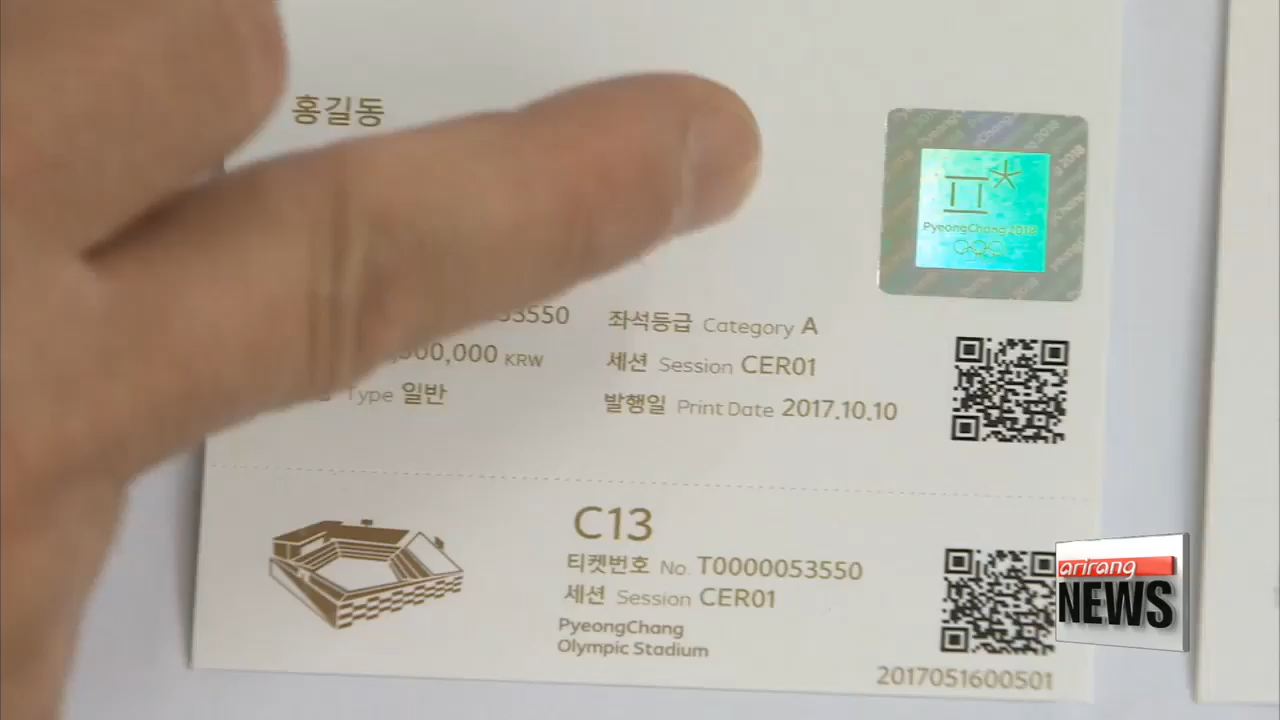 홍길동
PyeongChang 2018
53550
좌석등급 Category A
,500,000 KRW
세션 Session CER01
Type 일반
발행일 Print Date 2017.10.10
C13
티켓번호 No. T0000053550
세션 Session CER01
PyeongChang
Olympic Stadium
2017051600501
arirang
NEWS